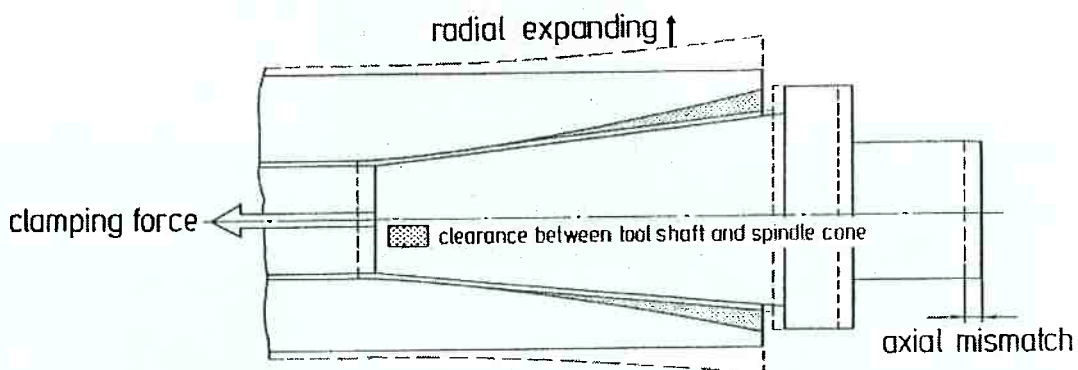 radial expanding
clamping force
clearance between tool shaft and spindle cone
axial mismatch